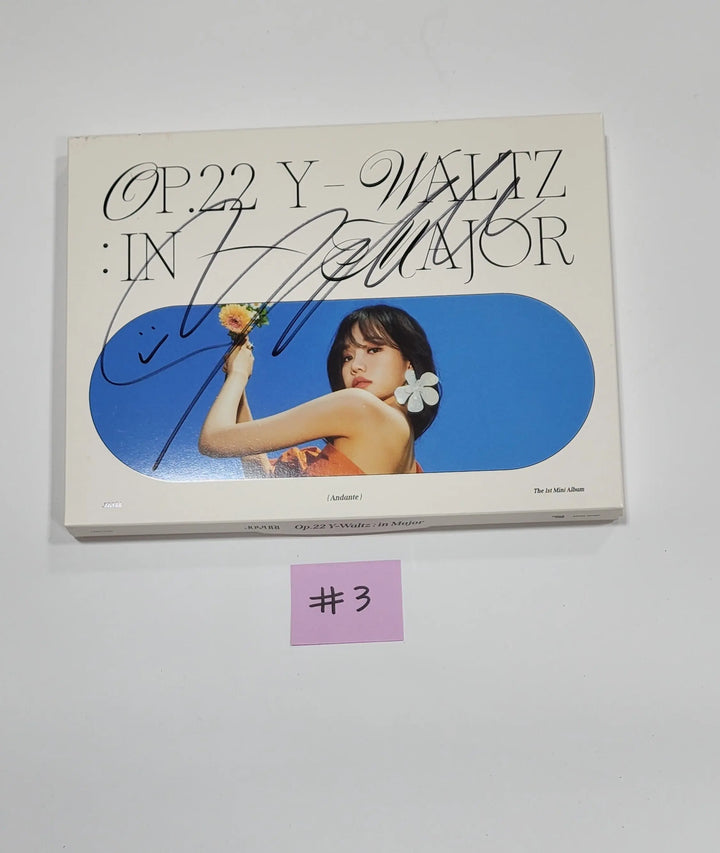 OP.22 Y-WALTZ
: IN MAJOR
(Andante)
The 1st Mini Album
Op.22 Y-Waltz : in Major
#3